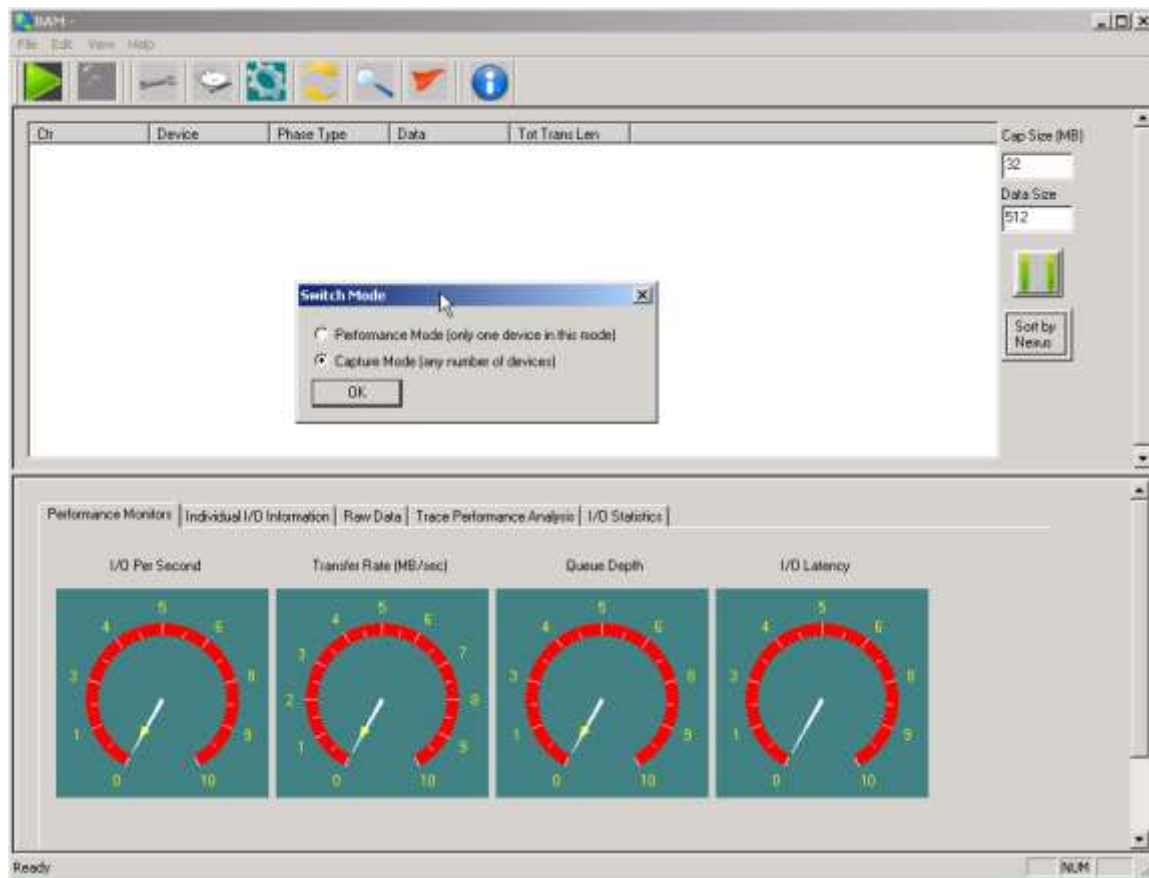 BAM -
File Edit View Help
Ctr Device Phase Type Data Tot Trans Len
Cap Size (MB)
32
Data Size
512
Switch Mode
Performance Mode (only one device in this mode)
Capture Mode (any number of devices)
OK
Sort by
Nexus
Performance Monitors Individual I/O Information Raw Data Trace Performance Analysis I/O Statistics
I/O Per Second Transfer Rate (MB/sec) Queue Depth I/O Latency
0 1 3 4 5 6 8 9 10
0 1 2 3 4 5 6 7 8 9 10
0 1 3 4 5 6 8 9 10
0 1 3 4 5 6 8 9 10
Ready NUM